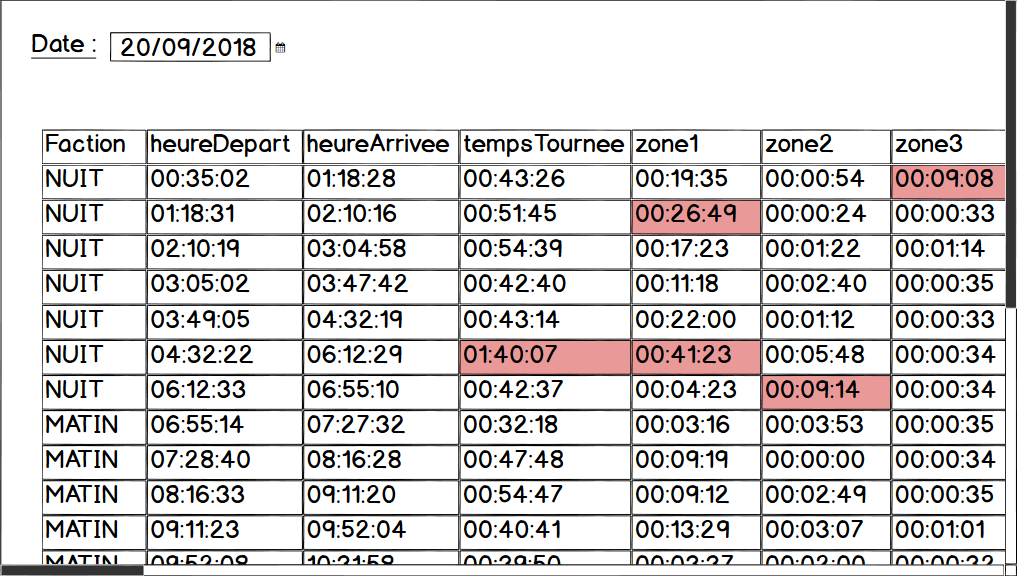 Date : 20/09/2018
Faction heureDepart heureArrivee tempsTournee zone1 zone2 zone3
NUIT 00:35:02 01:18:28 00:43:26 00:19:35 00:00:54 00:09:08
NUIT 01:18:31 02:10:16 00:51:45 00:26:49 00:00:24 00:00:33
NUIT 02:10:19 03:04:58 00:54:39 00:17:23 00:01:22 00:01:14
NUIT 03:05:02 03:47:42 00:42:40 00:11:18 00:02:40 00:00:35
NUIT 03:49:05 04:32:19 00:43:14 00:22:00 00:01:12 00:00:33
NUIT 04:32:22 06:12:29 01:40:07 00:41:23 00:05:48 00:00:34
NUIT 06:12:33 06:55:10 00:42:37 00:04:23 00:09:14 00:00:34
MATIN 06:55:14 07:27:32 00:32:18 00:03:16 00:03:53 00:00:35
MATIN 07:28:40 08:16:28 00:47:48 00:09:19 00:00:00 00:00:34
MATIN 08:16:33 09:11:20 00:54:47 00:09:12 00:02:49 00:00:35
MATIN 09:11:23 09:52:04 00:40:41 00:13:29 00:03:07 00:01:01
MATIN